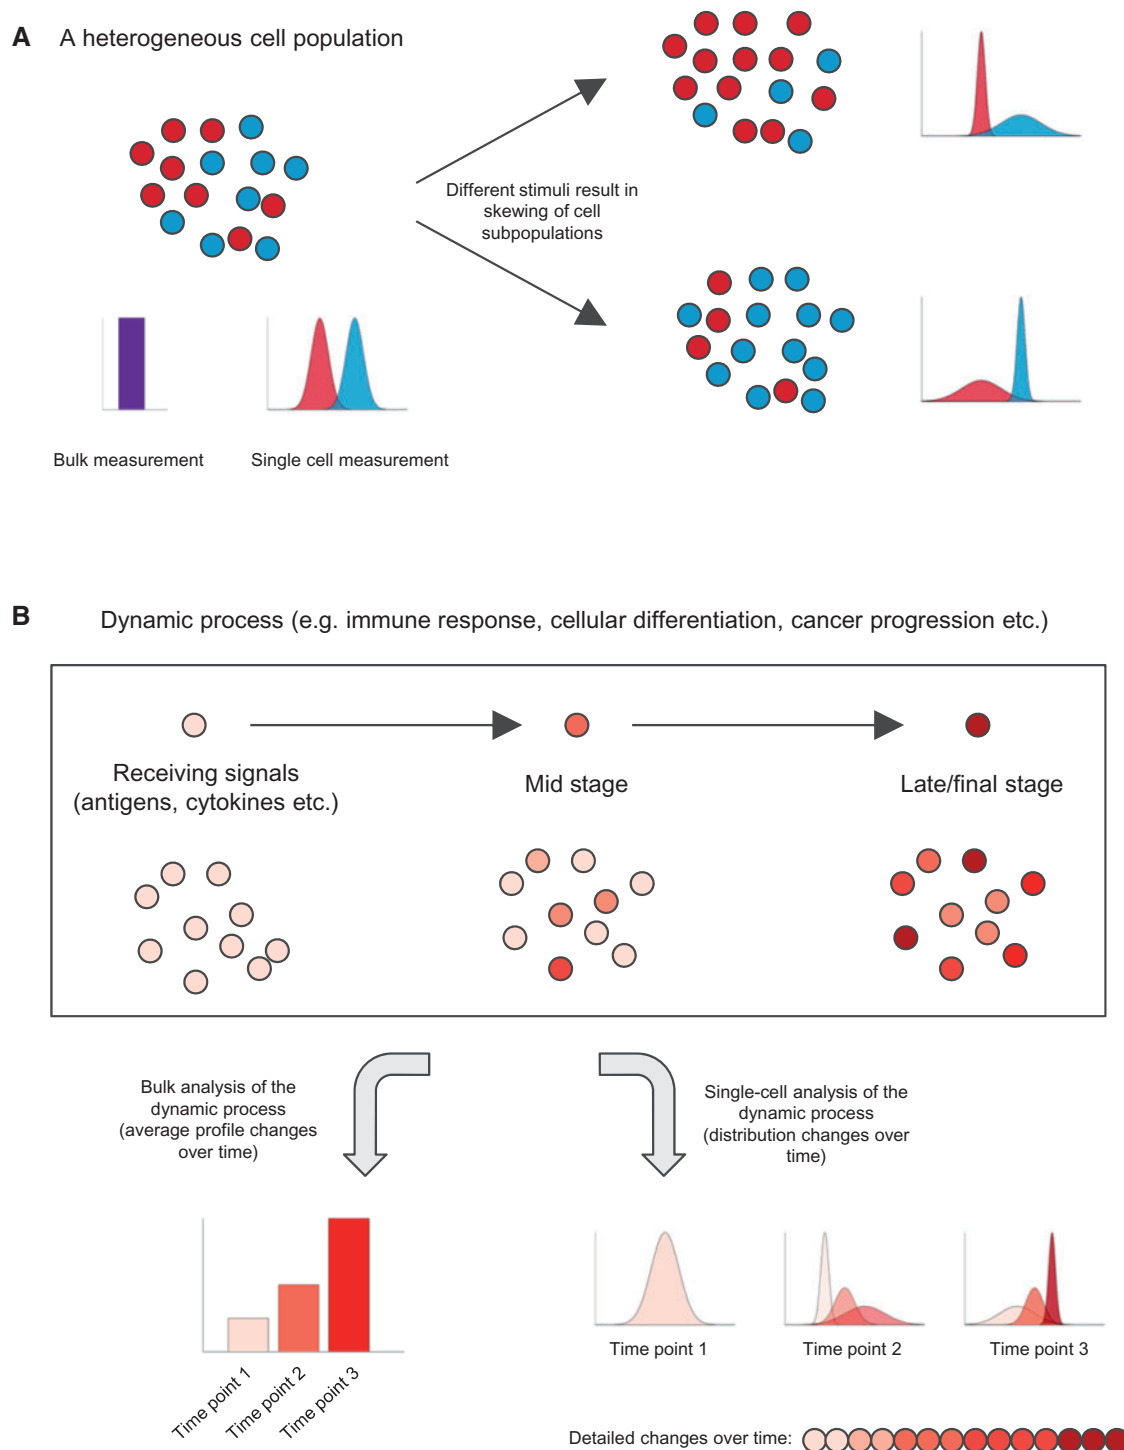 A A heterogeneous cell population
Different stimuli result in
skewing of cell
subpopulations
Bulk measurement
Single cell measurement
B Dynamic process (e.g. immune response, cellular differentiation, cancer progression etc.)
Receiving signals
(antigens, cytokines etc.)
Mid stage
Late/final stage
Bulk analysis of the
dynamic process
(average profile changes
over time)
Single-cell analysis of the
dynamic process
(distribution changes over
time)
Time point 1
Time point 2
Time point 3
Time point 1
Time point 2
Time point 3
Detailed changes over time: